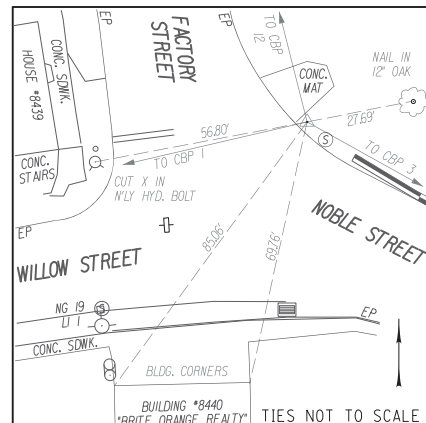 EP
EP
TO CBP
12
FACTORY
STREET
CONC. SDWK.
HOUSE #8439
CONC.
MAT
NAIL IN
12" OAK
56.80'
27.69'
TO CBP 1
S
TO CBP 3
CONC.
STAIRS
CUT X IN
N'LY HYD. BOLT
EP
85.06'
69.76'
NOBLE STREET
WILLOW STREET
NG 19
S
LI 1
EP
CONC. SDWK.
BLDG. CORNERS
BUILDING #8440
"BRITE ORANGE REALTY"
TIES NOT TO SCALE